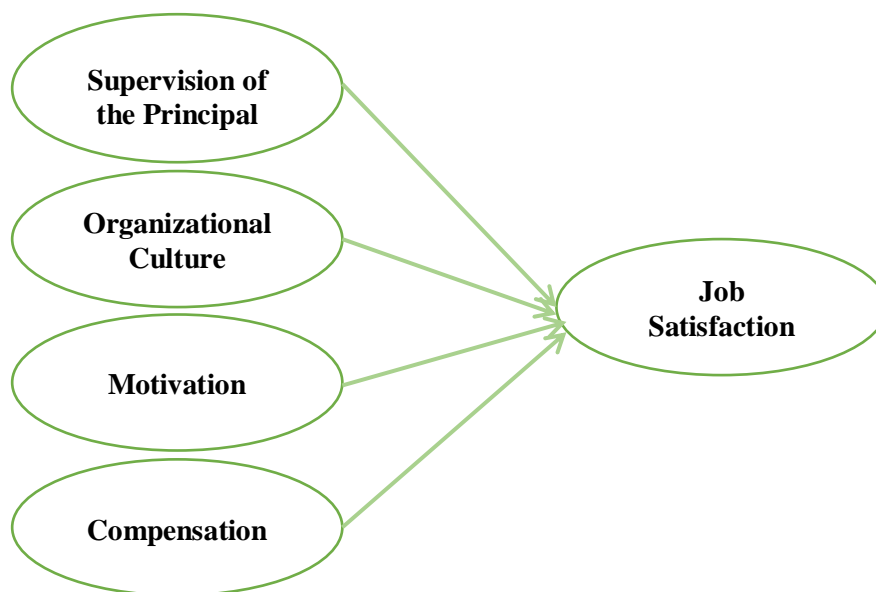 Supervision of
the Principal
Organizational
Culture
Job
Satisfaction
Motivation
Compensation